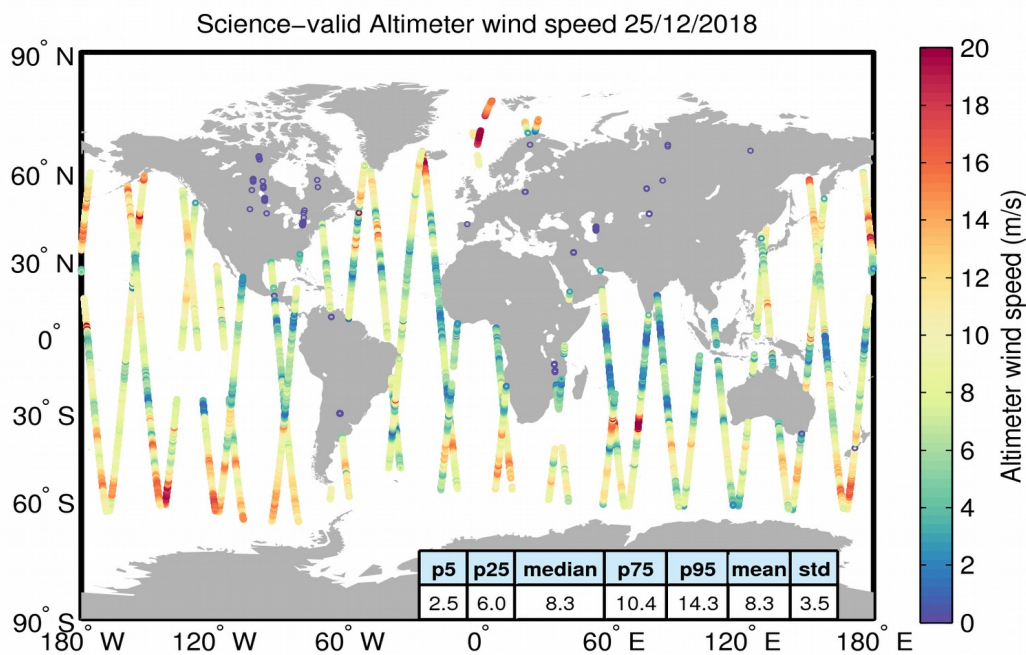 Science−valid Altimeter wind speed 25/12/2018
90° N
60° N
30° N
0°
30° S
60° S
90° S
180° W
120° W
60° W
0°
60° E
120° E
180° E
p5 p25 median p75 p95 mean std
2.5 6.0 8.3 10.4 14.3 8.3 3.5
20
18
16
14
12
10
8
6
4
2
0
Altimeter wind speed (m/s)